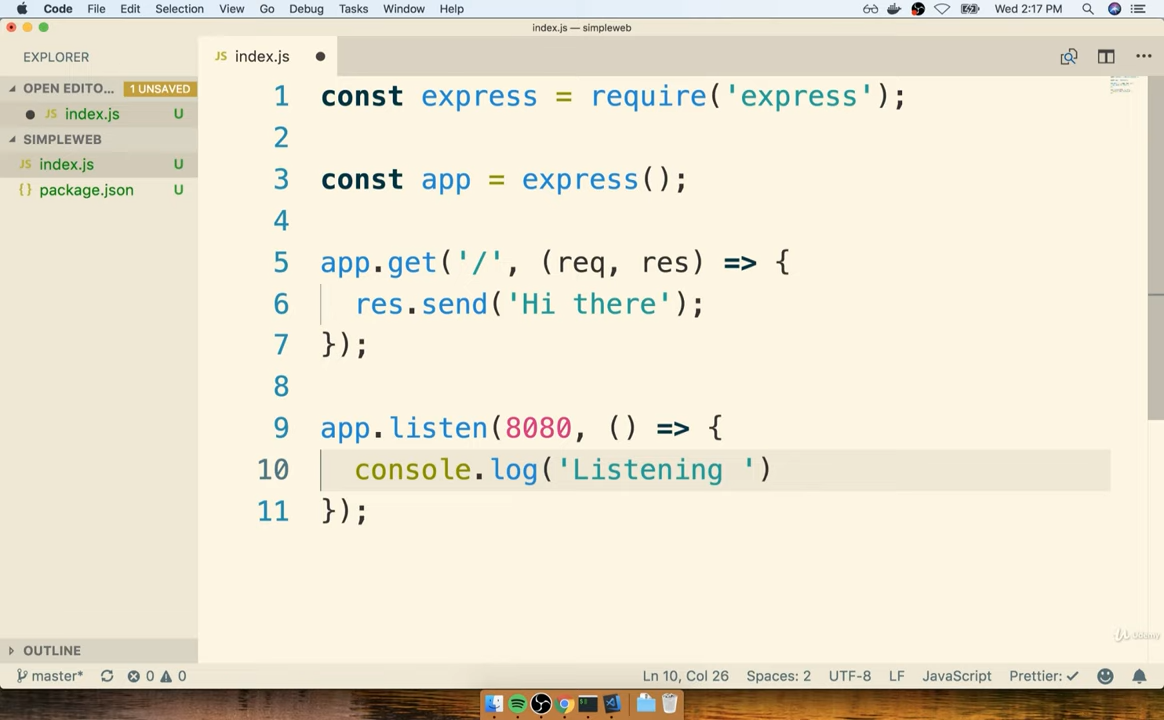 Code File Edit Selection View Go Debug Tasks Window Help Wed 2:17 PM
index.js — simpleweb
EXPLORER
JS index.js
OPEN EDITO... 1 UNSAVED
JS index.js U
SIMPLEWEB
JS index.js U
{} package.json U
1 const express = require('express');
2
3 const app = express();
4
5 app.get('/', (req, res) => {
6 res.send('Hi there');
7 });
8
9 app.listen(8080, () => {
10 console.log('Listening ')
11 });
Udemy
OUTLINE
master* 0 0 Ln 10, Col 26 Spaces: 2 UTF-8 LF JavaScript Prettier: ✓